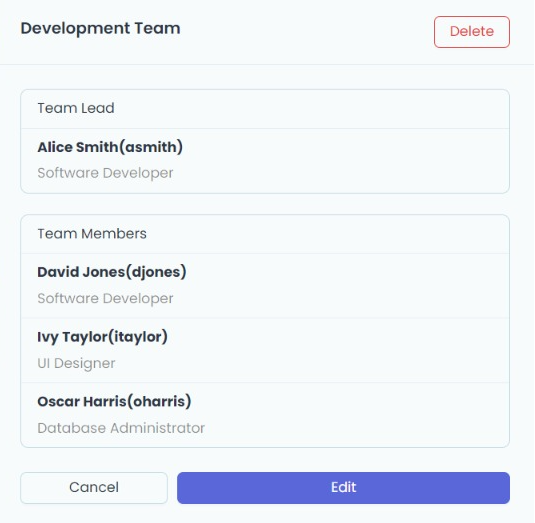 Development Team
Delete
Team Lead
Alice Smith(asmith)
Software Developer
Team Members
David Jones(djones)
Software Developer
Ivy Taylor(itaylor)
UI Designer
Oscar Harris(oharris)
Database Administrator
Cancel
Edit